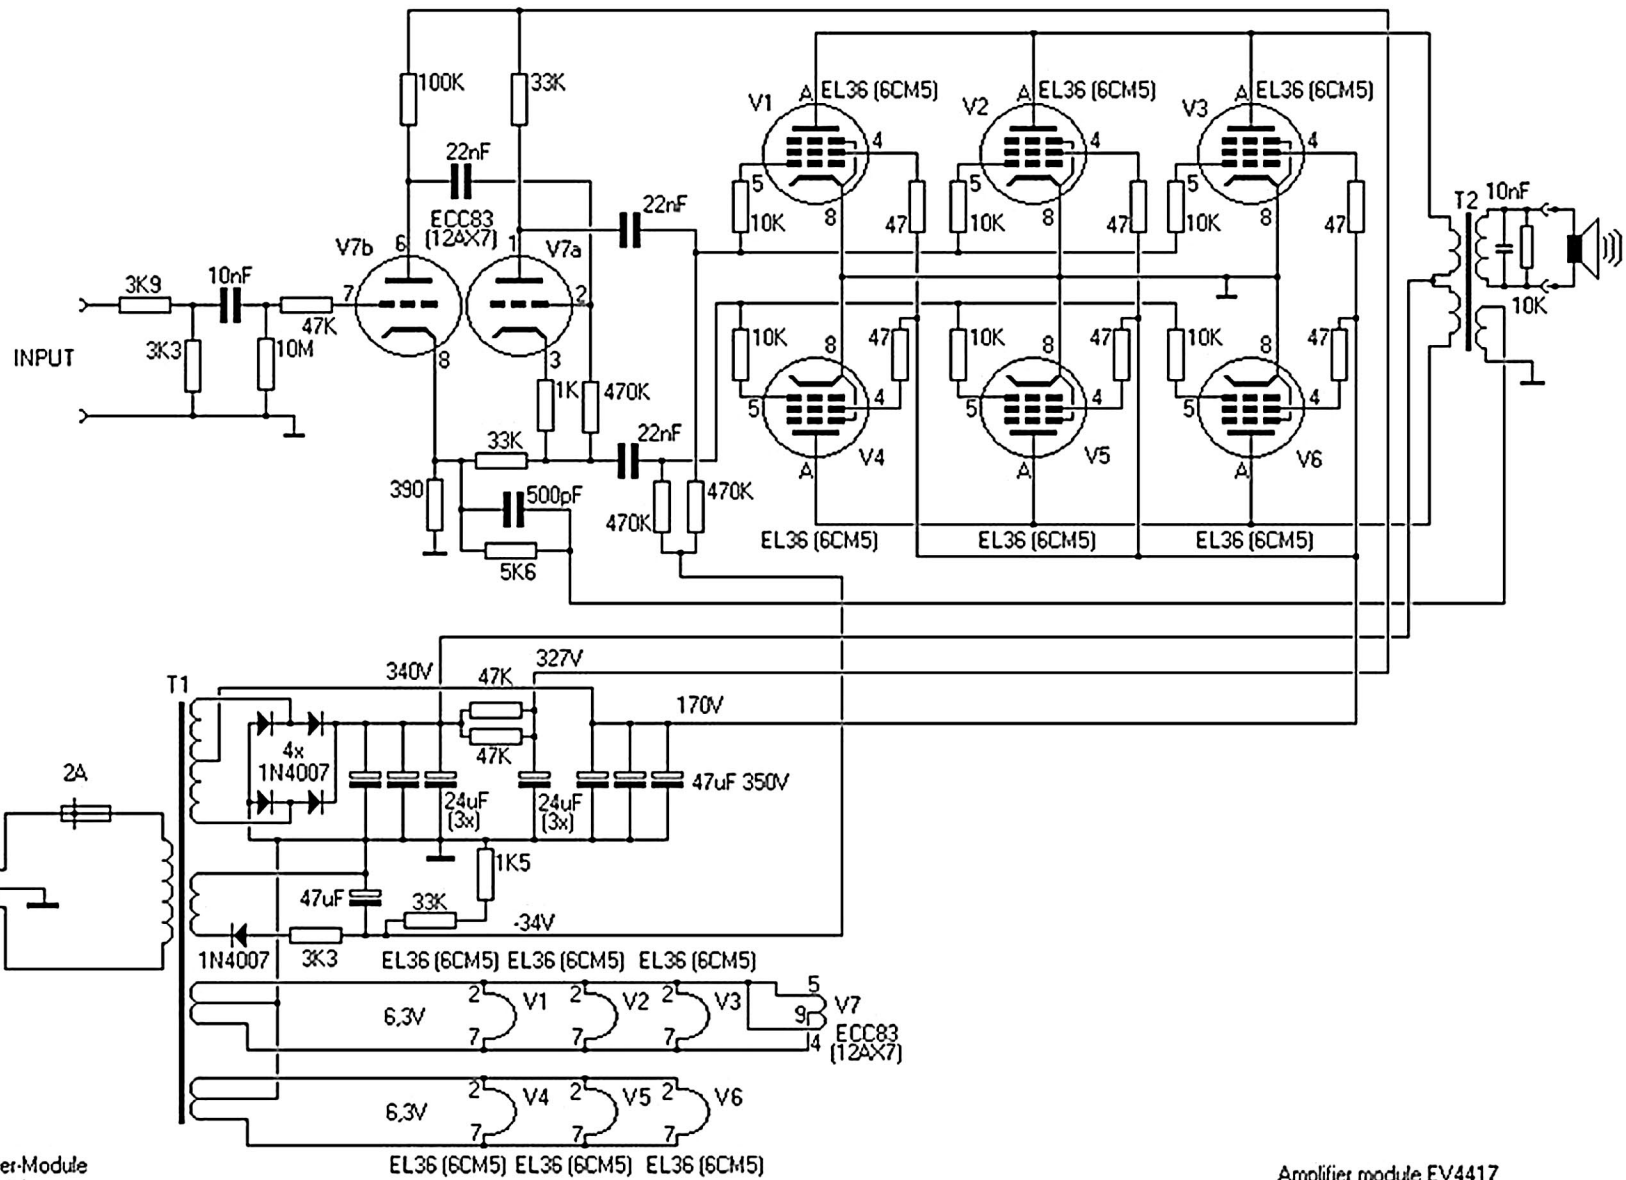 100K
33K
22nF
ECC83
(12AX7)
V7b
6
1
V7a
22nF
V1
A
EL36 (6CM5)
V2
A
EL36 (6CM5)
V3
A
EL36 (6CM5)
4
4
4
5
10K
8
47
5
10K
8
47
5
10K
8
47
T2
10nF
10K
3K9
10nF
7
47K
2
INPUT
3K3
10M
8
3
1K
470K
10K
8
47
10K
8
47
10K
8
47
5
4
5
4
5
4
33K
22nF
A
V4
A
V5
A
V6
390
500pF
470K
470K
5K6
EL36 (6CM5)
EL36 (6CM5)
EL36 (6CM5)
T1
340V
47K
327V
170V
4x
1N4007
47K
2A
24uF
(3x)
24uF
(3x)
47uF 350V
1K5
47uF
33K
-34V
1N4007
3K3
EL36 (6CM5) EL36 (6CM5) EL36 (6CM5)
6,3V
2
V1
2
V2
2
V3
5
V7
9
7
7
7
4
ECC83
(12AX7)
6,3V
2
V4
2
V5
2
V6
7
7
7
EL36 (6CM5) EL36 (6CM5) EL36 (6CM5)
er-Module
Amplifier module EV4417